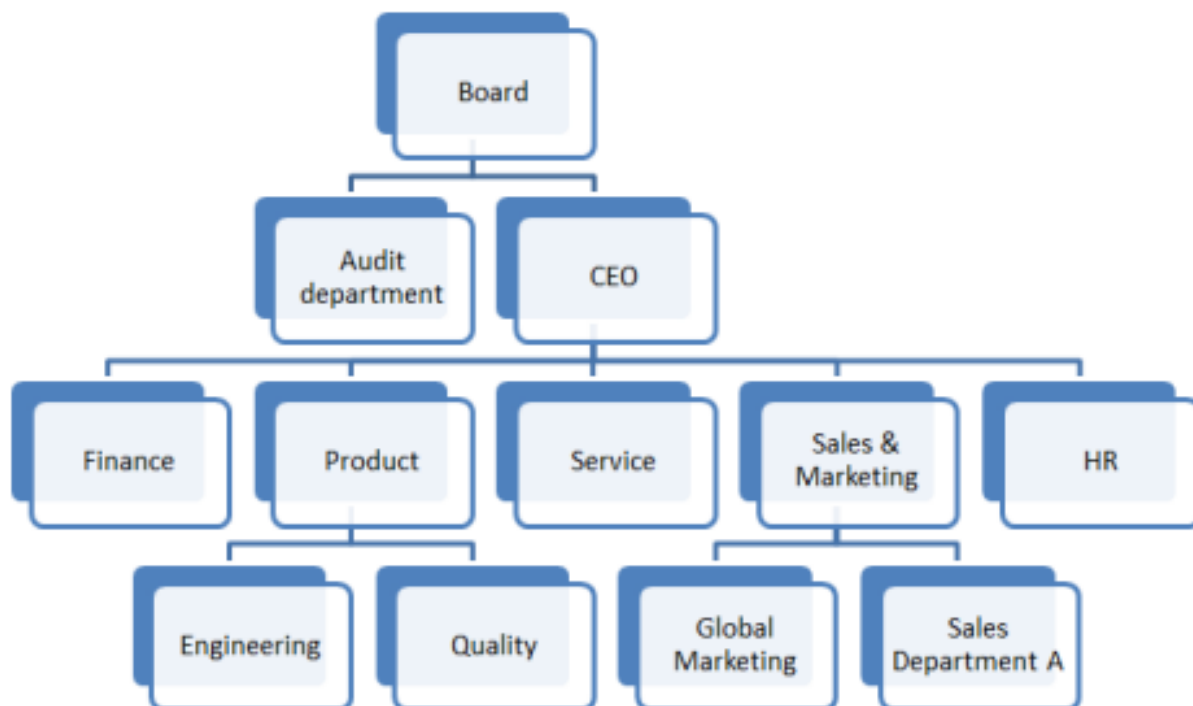 Board
Audit
department
CEO
Finance
Product
Service
Sales &
Marketing
HR
Engineering
Quality
Global
Marketing
Sales
Department A